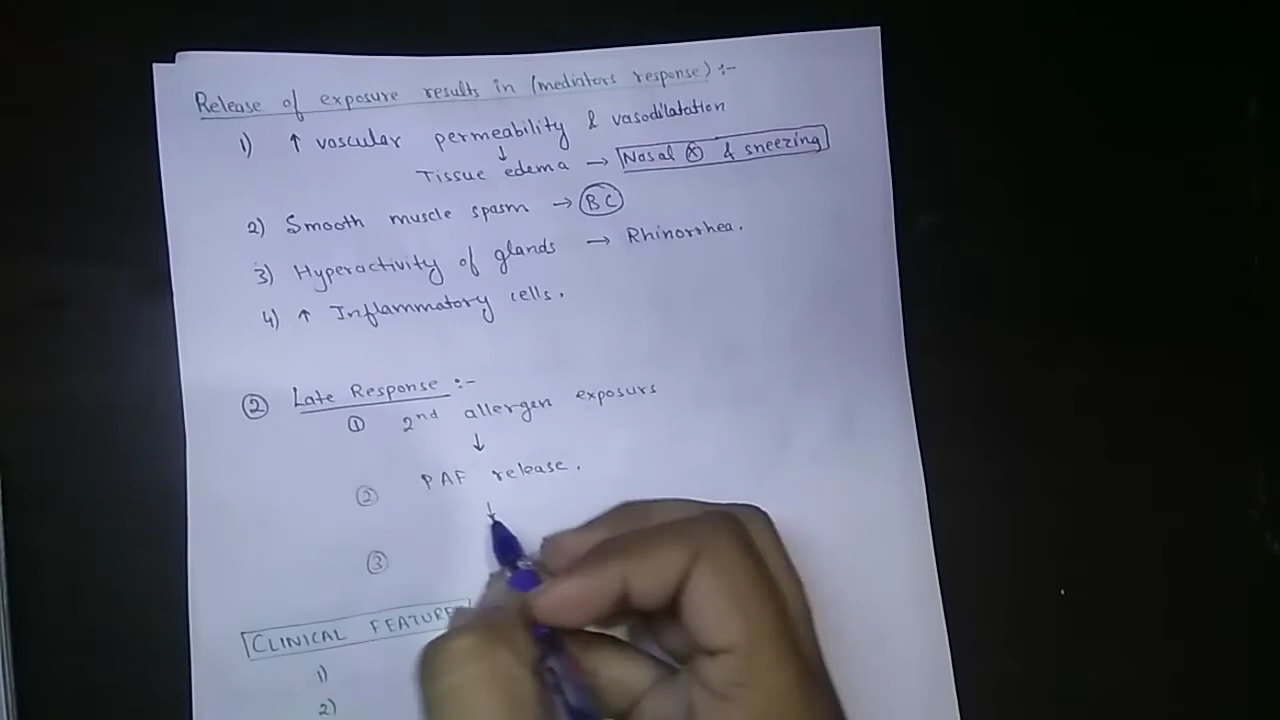 Release of exposure results in (mediators response) :-
1) ↑ vascular permeability & vasodilatation
↓
Tissue edema → Nasal ⓧ & sneezing
2) Smooth muscle spasm → BC
3) Hyperactivity of glands → Rhinorrhea.
4) ↑ Inflammatory cells.
② Late Response :-
① 2nd allergen exposurs
↓
② PAF release.
↓
③
CLINICAL FEATURE
1)
2)